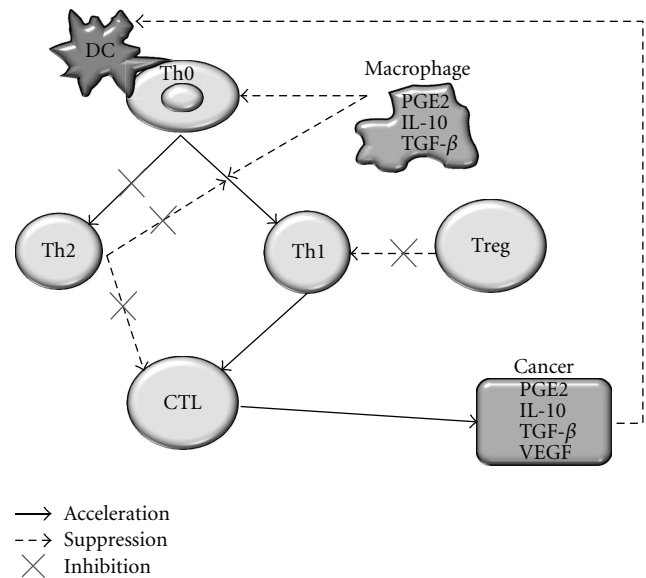 DC
Th0
Macrophage
PGE2
IL-10
TGF-β
Th2
Th1
Treg
CTL
Cancer
PGE2
IL-10
TGF-β
VEGF
Acceleration
Suppression
Inhibition